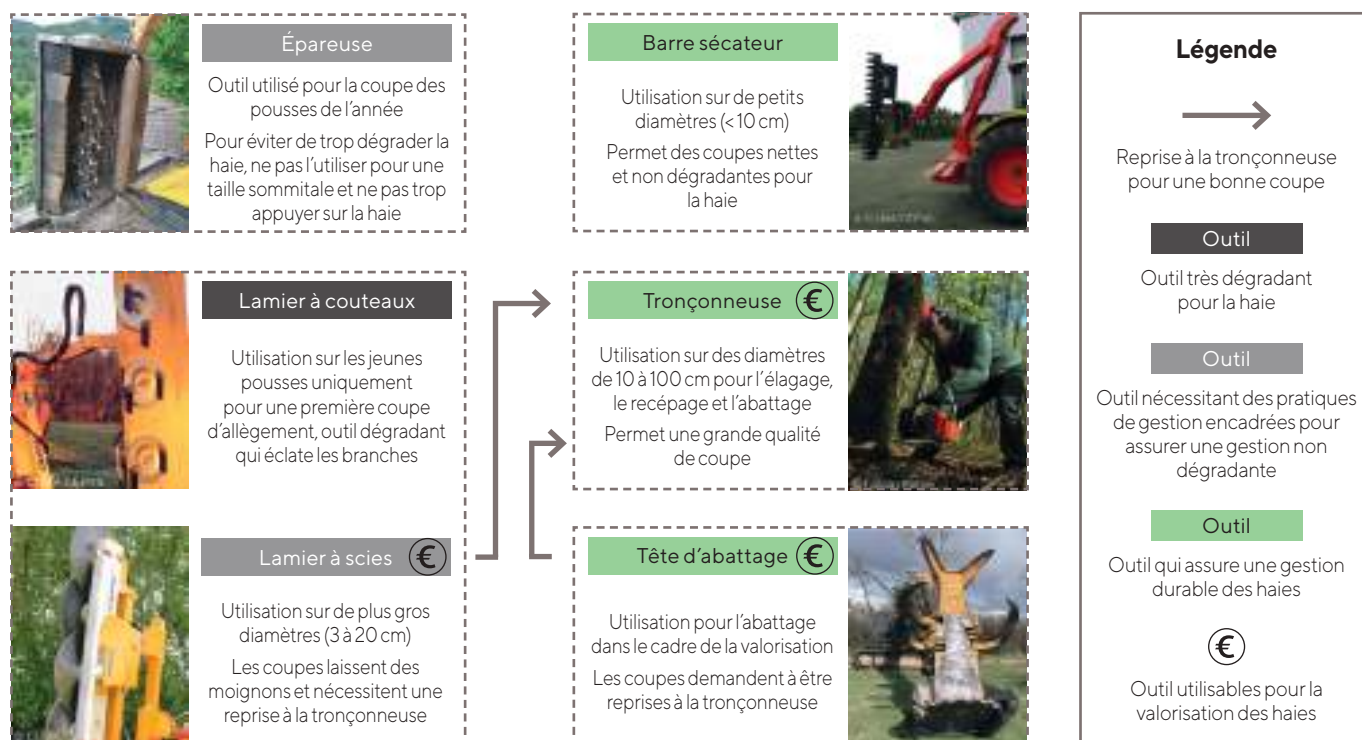 Épareuse
Outil utilisé pour la coupe des
pousses de l'année
Pour éviter de trop dégrader la
haie, ne pas l'utiliser pour une
taille sommitale et ne pas trop
appuyer sur la haie
Barre sécateur
Utilisation sur de petits
diamètres (< 10 cm)
Permet des coupes nettes
et non dégradantes pour
la haie
Lamier à couteaux
Utilisation sur les jeunes
pousses uniquement
pour une première coupe
d'allègement, outil dégradant
qui éclate les branches
Tronçonneuse €
Utilisation sur des diamètres
de 10 à 100 cm pour l'élagage,
le recépage et l'abattage
Permet une grande qualité
de coupe
Lamier à scies €
Utilisation sur de plus gros
diamètres (3 à 20 cm)
Les coupes laissent des
moignons et nécessitent une
reprise à la tronçonneuse
Tête d'abattage €
Utilisation pour l'abattage
dans le cadre de la valorisation
Les coupes demandent à être
reprises à la tronçonneuse
Légende
Reprise à la tronçonneuse
pour une bonne coupe
Outil
Outil très dégradant
pour la haie
Outil
Outil nécessitant des pratiques
de gestion encadrées pour
assurer une gestion non
dégradante
Outil
Outil qui assure une gestion
durable des haies
€
Outil utilisables pour la
valorisation des haies